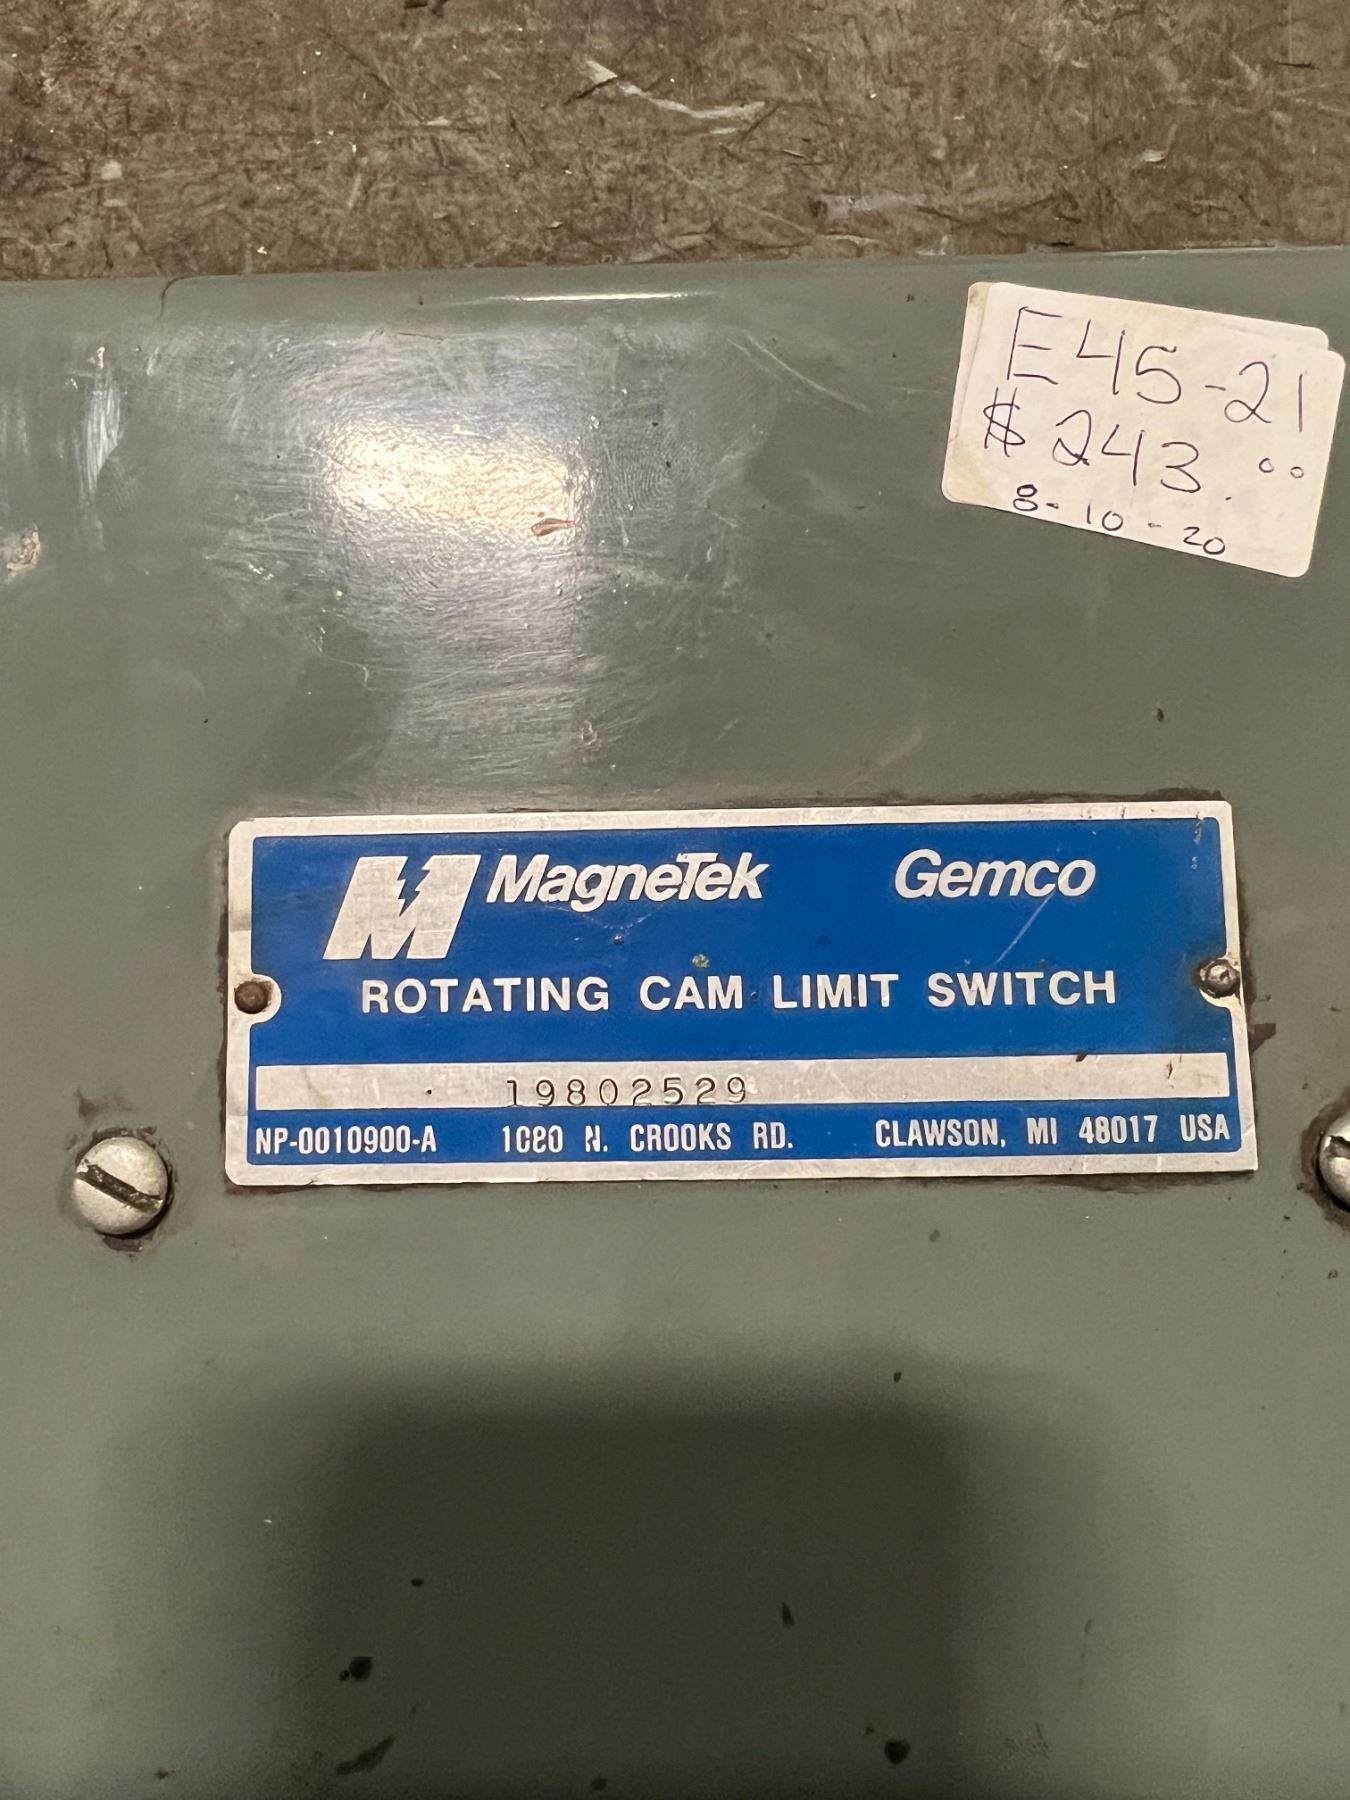 E45-21
$243.00
8-10-20
MagneTek Gemco
ROTATING CAM LIMIT SWITCH
19802529
NP-0010900-A 1080 N. CROOKS RD. CLAWSON, MI 48017 USA